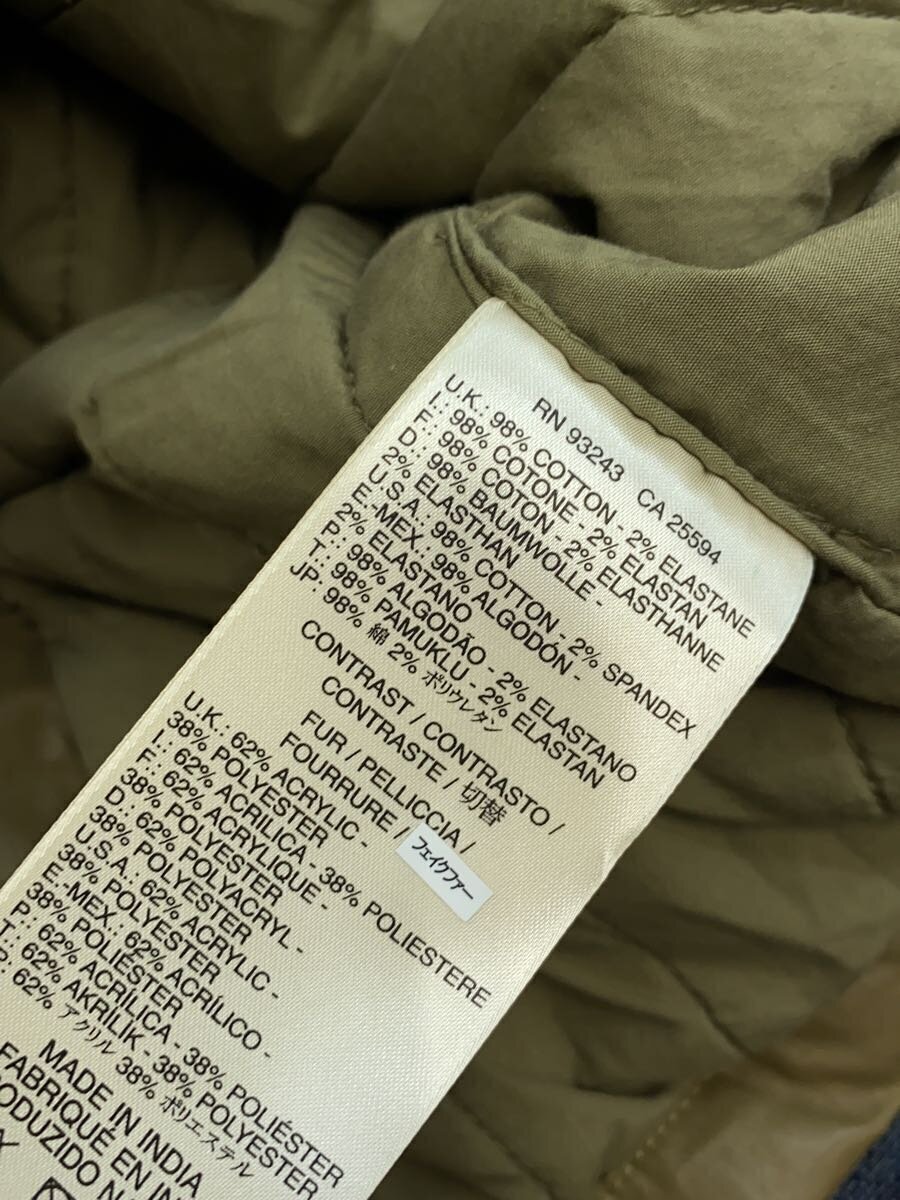 RN 93243 CA 25594
U.K.: 98% COTTON - 2% ELASTANE
I.: 98% COTONE - 2% ELASTAN
F.: 98% COTON - 2% ELASTHANNE
D.: 98% BAUMWOLLE -
2% ELASTHAN
U.S.A.: 98% COTTON - 2% SPANDEX
E.-MEX: 98% ALGODÓN -
2% ELASTANO
P.: 98% ALGODÃO - 2% ELASTANO
T.: 98% PAMUKLU - 2% ELASTAN
JP: 98% 綿 2% ポリウレタン
CONTRAST / CONTRASTO /
CONTRASTE / 切替
FUR / PELLICCIA /
FOURRURE / フェイクファー
U.K.: 62% ACRYLIC -
38% POLYESTER
I.: 62% ACRILICA - 38% POLIESTERE
F.: 62% ACRYLIQUE -
38% POLYESTER
D.: 62% POLYACRYL -
38% POLYESTER
U.S.A.: 62% ACRYLIC -
38% POLYESTER
E.-MEX: 62% ACRÍLICO -
38% POLIÉSTER
P.: 62% ACRÍLICA - 38% POLIÉSTER
T.: 62% AKRİLİK - 38% POLYESTER
62% アクリル 38% ポリエステル
MADE IN INDIA
FABRIQUÉ EN IN